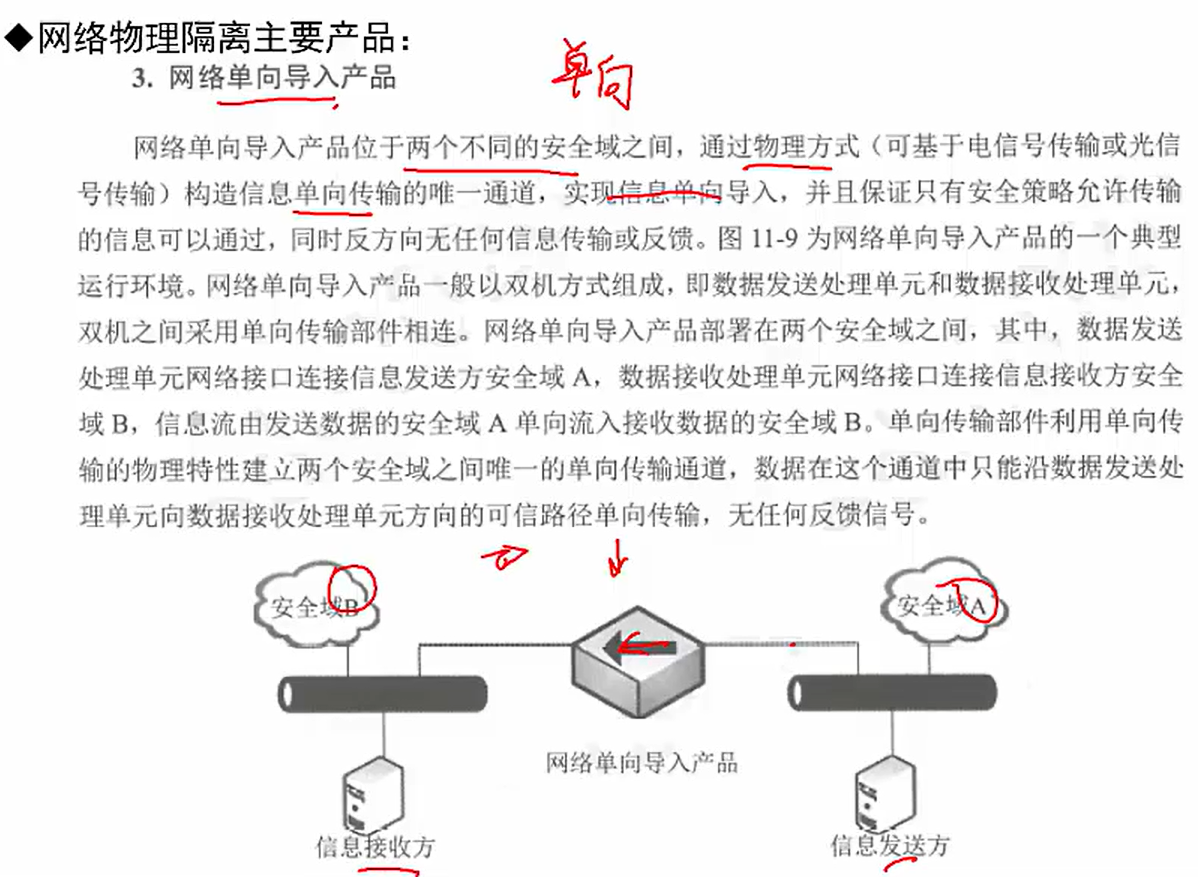 ◆网络物理隔离主要产品：
3. 网络单向导入产品
单向
网络单向导入产品位于两个不同的安全域之间，通过物理方式（可基于电信号传输或光信
号传输）构造信息单向传输的唯一通道，实现信息单向导入，并且保证只有安全策略允许传输
的信息可以通过，同时反方向无任何信息传输或反馈。图 11-9 为网络单向导入产品的一个典型
运行环境。网络单向导入产品一般以双机方式组成，即数据发送处理单元和数据接收处理单元，
双机之间采用单向传输部件相连。网络单向导入产品部署在两个安全域之间，其中，数据发送
处理单元网络接口连接信息发送方安全域 A，数据接收处理单元网络接口连接信息接收方安全
域 B，信息流由发送数据的安全域 A 单向流入接收数据的安全域 B。单向传输部件利用单向传
输的物理特性建立两个安全域之间唯一的单向传输通道，数据在这个通道中只能沿数据发送处
理单元向数据接收处理单元方向的可信路径单向传输，无任何反馈信号。
安全域B
安全域A
网络单向导入产品
信息接收方
信息发送方